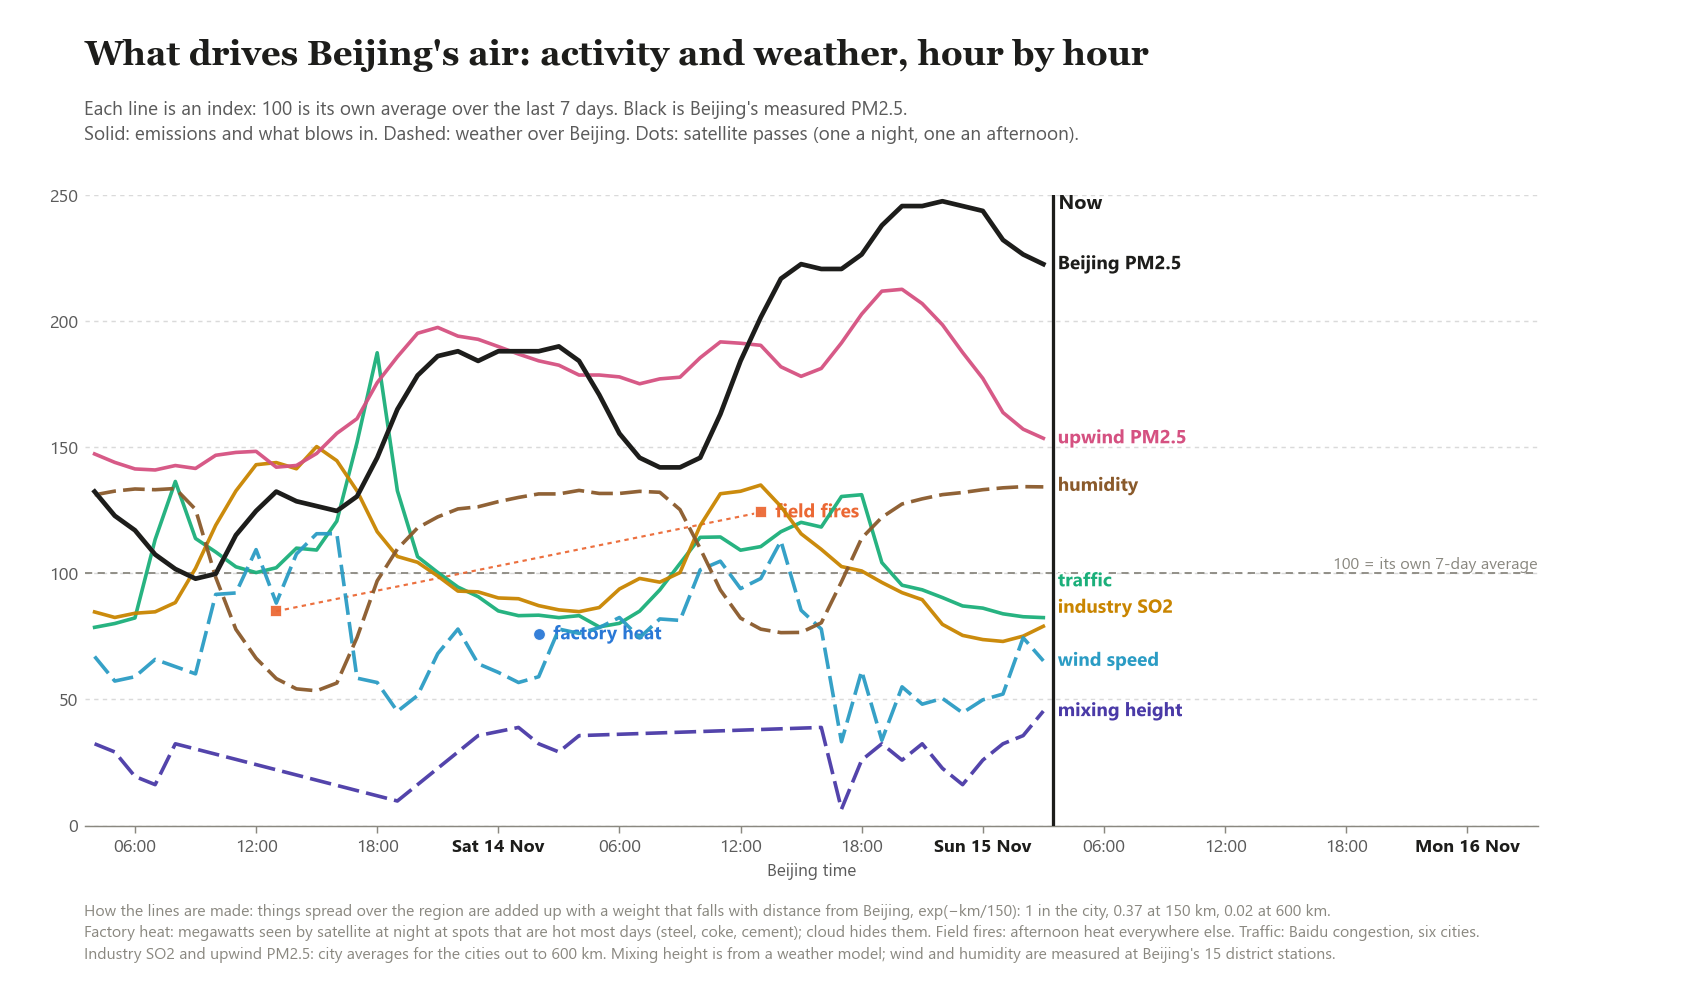 What drives Beijing's air: activity and weather, hour by hour
Each line is an index: 100 is its own average over the last 7 days. Black is Beijing's measured PM2.5.
Solid: emissions and what blows in. Dashed: weather over Beijing. Dots: satellite passes (one a night, one an afternoon).
250
Now
Beijing PM2.5
200
150
upwind PM2.5
humidity
field fires
100
100 = its own 7-day average
traffic
industry SO2
factory heat
wind speed
50
mixing height
0
06:00 12:00 18:00 Sat 14 Nov 06:00 12:00 18:00 Sun 15 Nov 06:00 12:00 18:00 Mon 16 Nov
Beijing time
How the lines are made: things spread over the region are added up with a weight that falls with distance from Beijing, exp(−km/150): 1 in the city, 0.37 at 150 km, 0.02 at 600 km.
Factory heat: megawatts seen by satellite at night at spots that are hot most days (steel, coke, cement); cloud hides them. Field fires: afternoon heat everywhere else. Traffic: Baidu congestion, six cities.
Industry SO2 and upwind PM2.5: city averages for the cities out to 600 km. Mixing height is from a weather model; wind and humidity are measured at Beijing's 15 district stations.